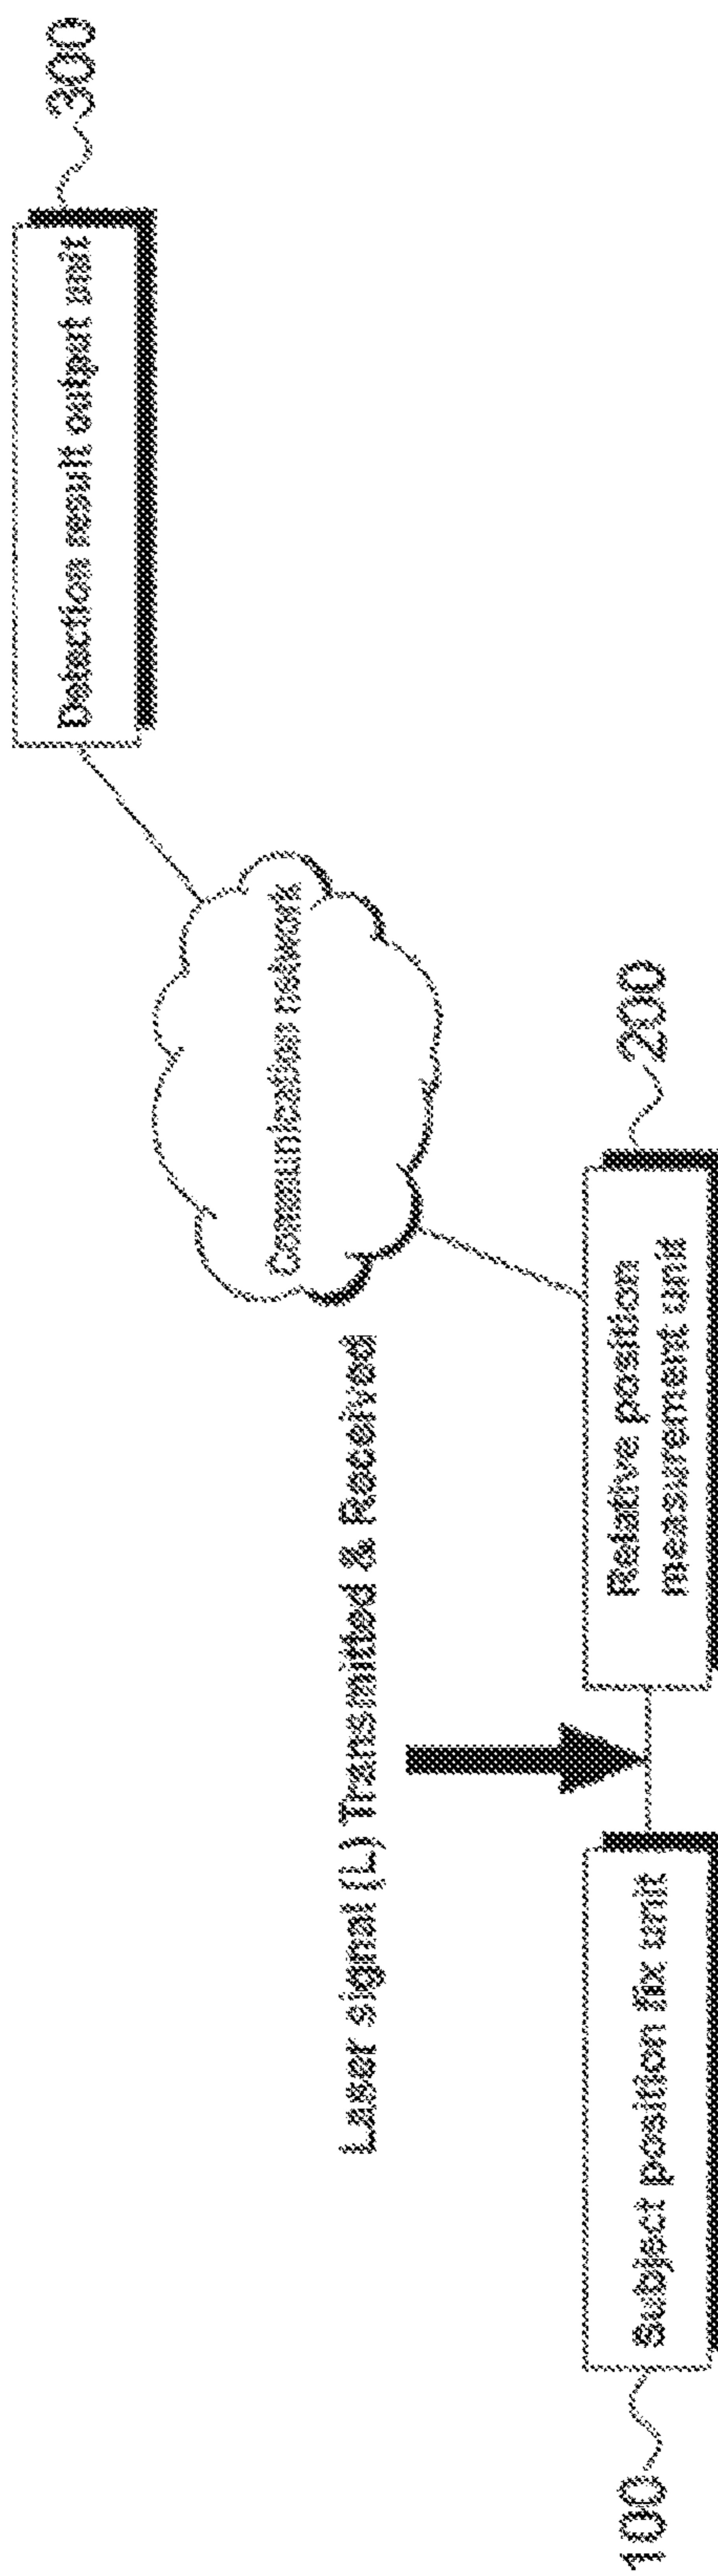 300
Detection result output unit
Communication network
Laser signal (L) Transmitted & Received
200
Relative position
measurement unit
Subject position fix unit
100